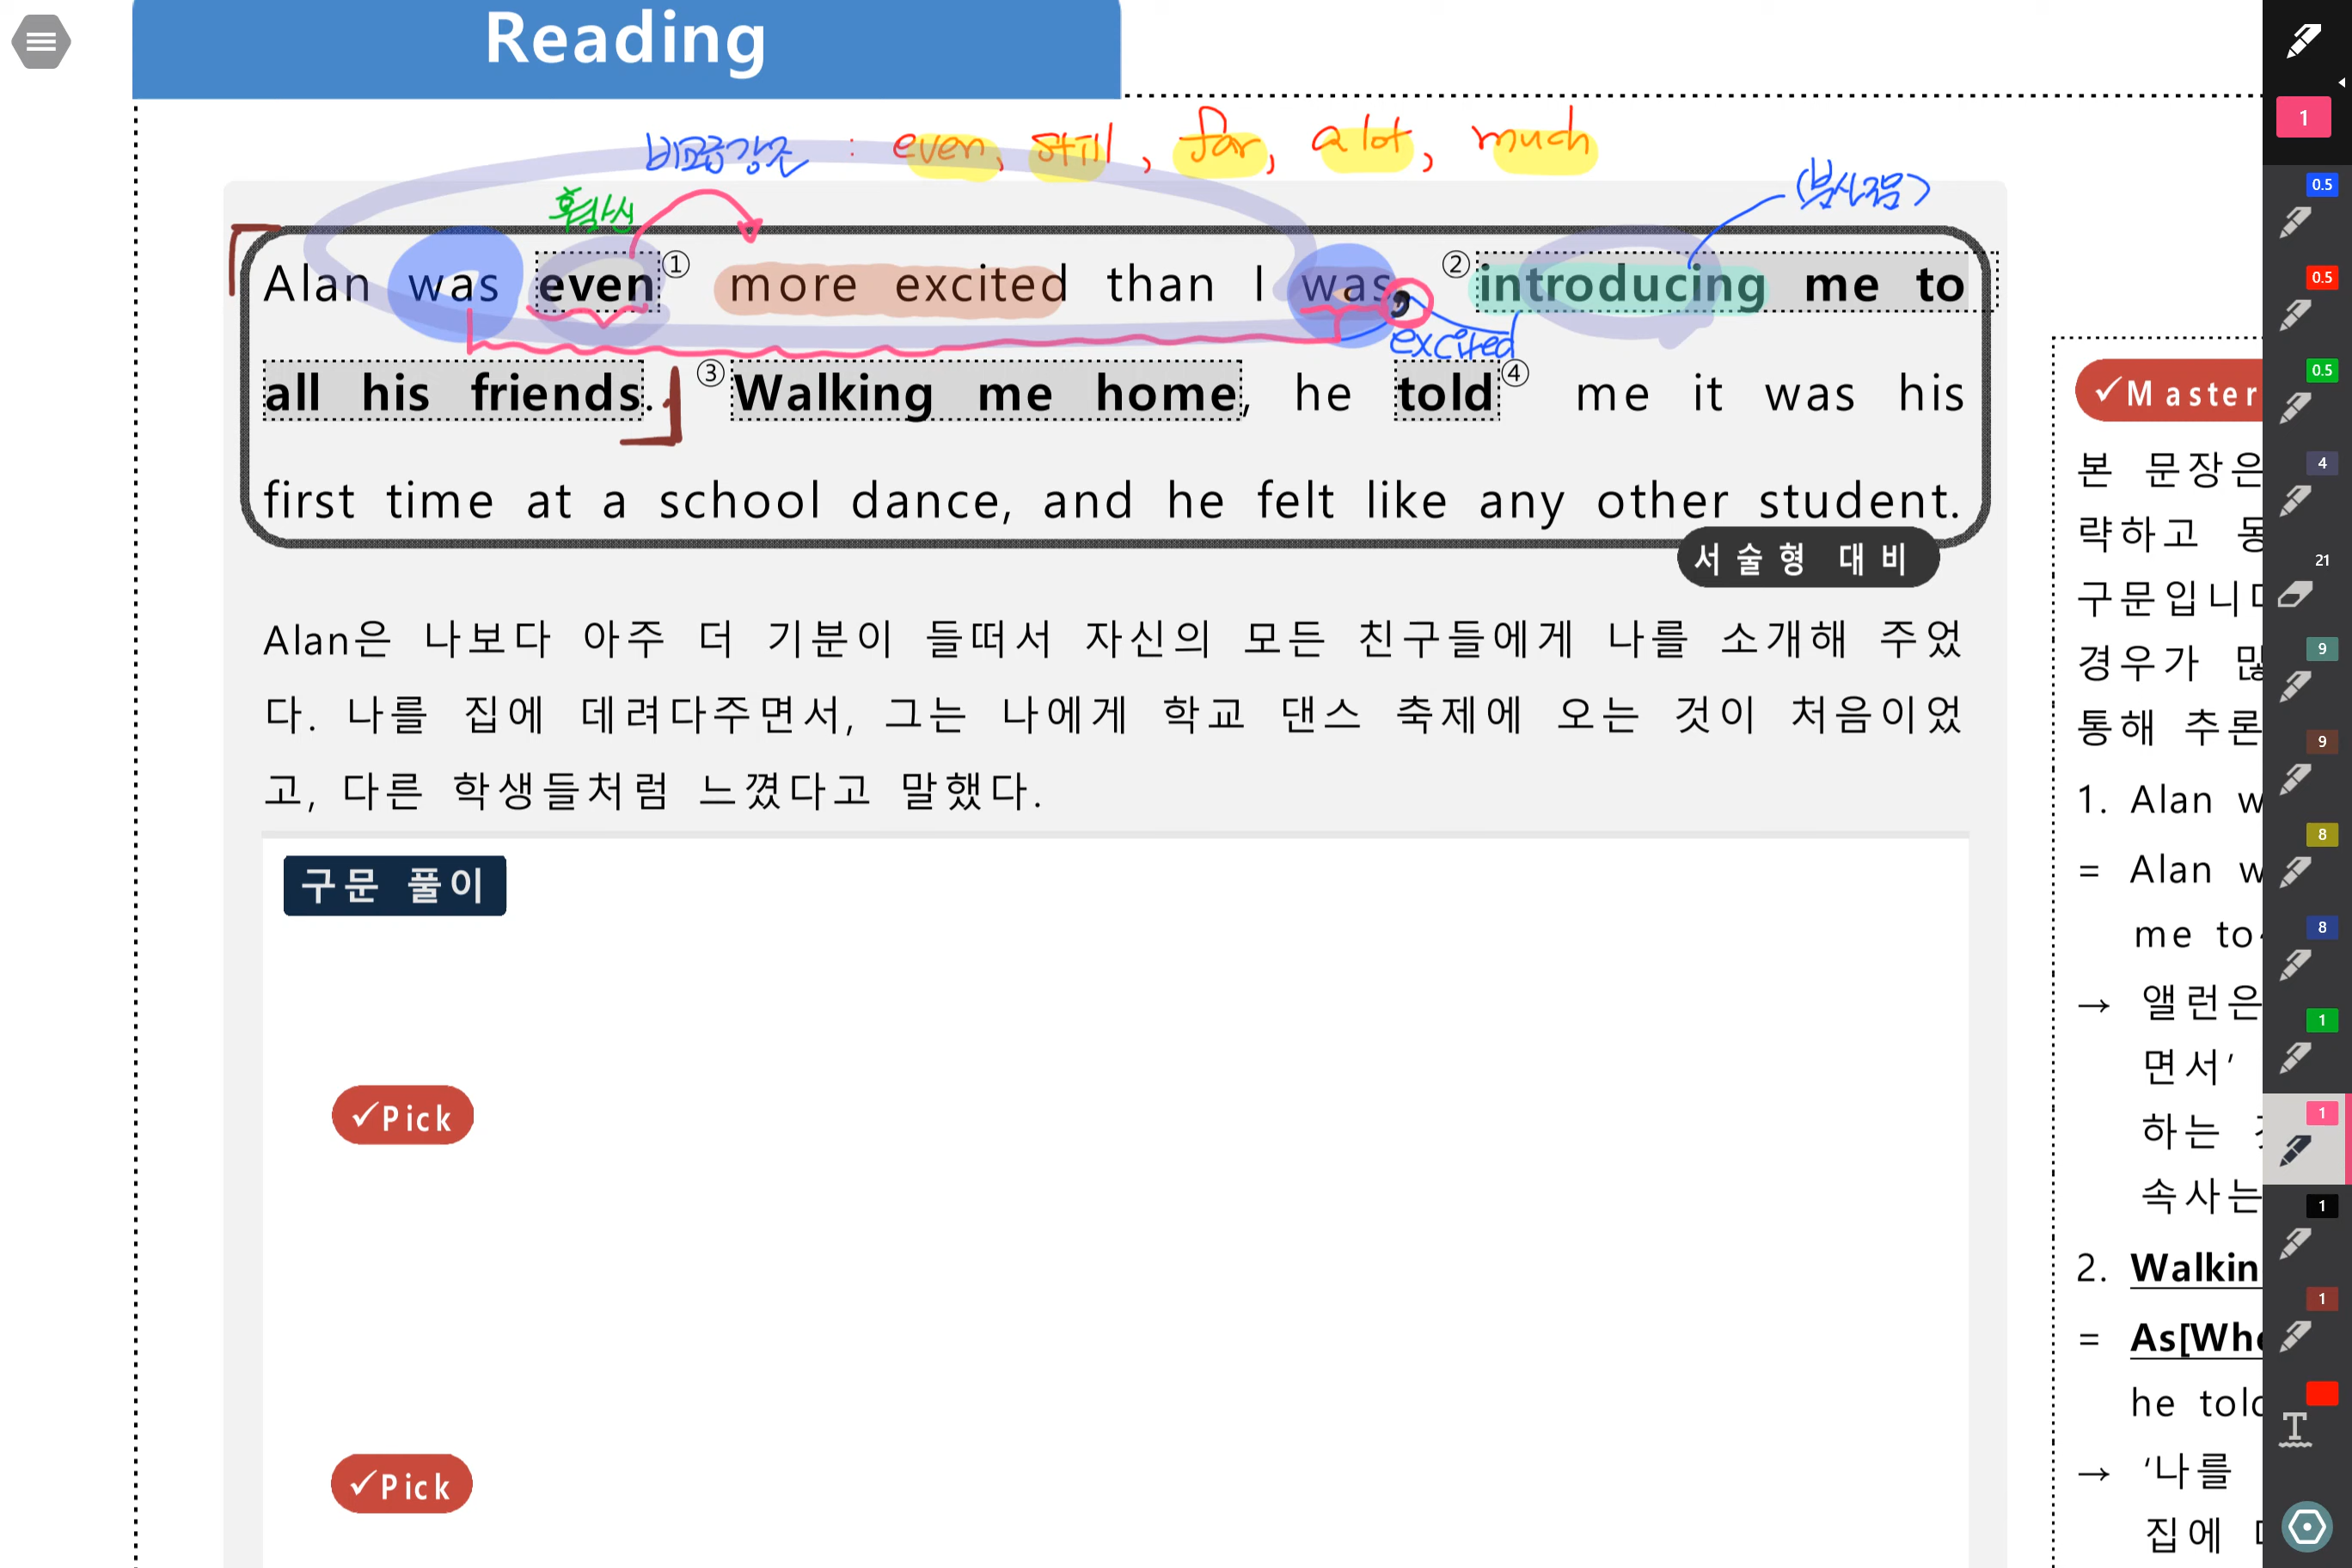 Reading
비교급강조 : even, still, far, a lot, much
훨씬
(분사구문)
Alan was even① more excited than I was, ②introducing me to
excited
all his friends. ③Walking me home, he told④ me it was his
first time at a school dance, and he felt like any other student.
서술형 대비
Alan은 나보다 아주 더 기분이 들떠서 자신의 모든 친구들에게 나를 소개해 주었
다. 나를 집에 데려다주면서, 그는 나에게 학교 댄스 축제에 오는 것이 처음이었
고, 다른 학생들처럼 느꼈다고 말했다.
구문 풀이
✓Pick
✓Pick
✓Master
본 문장은
략하고 동
구문입니다
경우가 많
통해 추론
1. Alan w
= Alan w
me to
→ 앨런은
면서'
하는
속사는
2. Walkin
= As[Whe
he told
→ '나를
집에
1
0.5
0.5
0.5
4
21
9
9
8
8
1
1
1
1
T